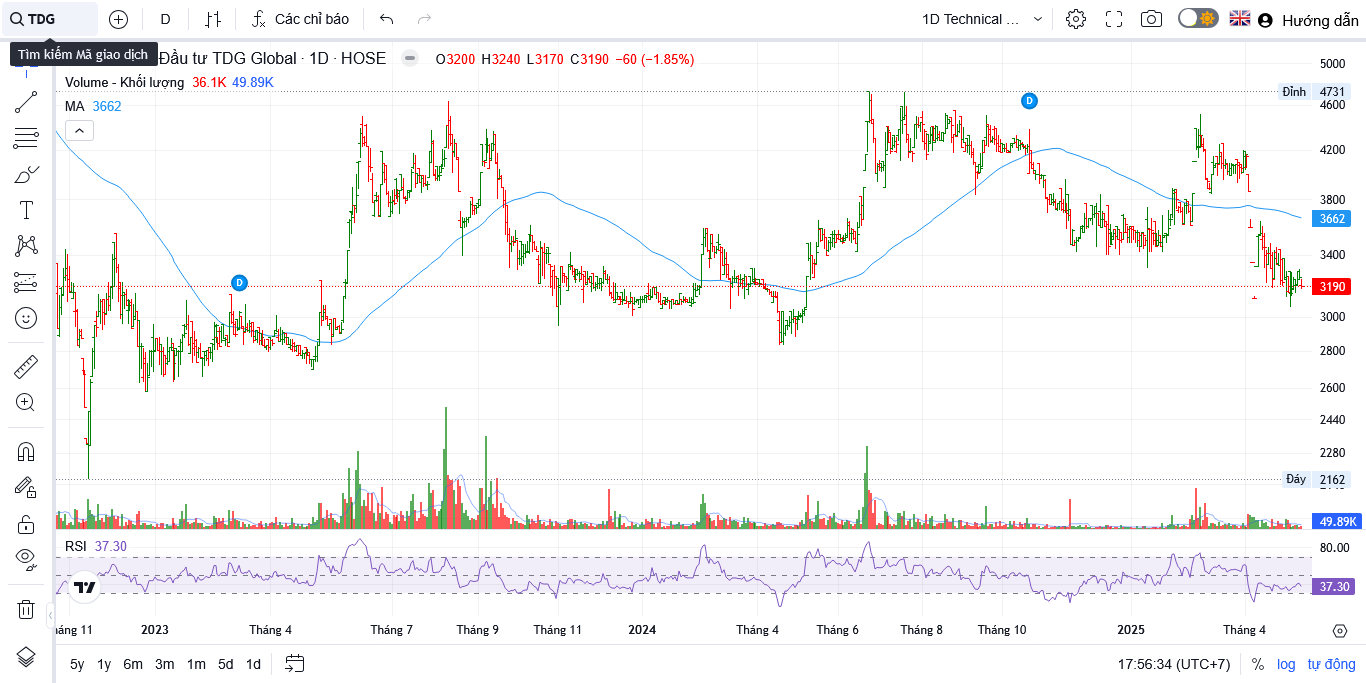 TDG
D
Các chỉ báo
1D Technical ...
Hướng dẫn
Tìm kiếm Mã giao dịch
Đầu tư TDG Global · 1D · HOSE
O3200 H3240 L3170 C3190 −60 (−1.85%)
Volume - Khối lượng 36.1K 49.89K
MA 3662
5000
Đỉnh 4731
4600
4200
3800
3662
3400
3190
3000
2800
2600
2440
2280
Đáy 2162
49.89K
D
D
RSI 37.30
80.00
37.30
áng 11 2023 Tháng 4 Tháng 7 Tháng 9 Tháng 11 2024 Tháng 4 Tháng 6 Tháng 8 Tháng 10 2025 Tháng 4
5y 1y 6m 3m 1m 5d 1d
17:56:34 (UTC+7) % log tự động